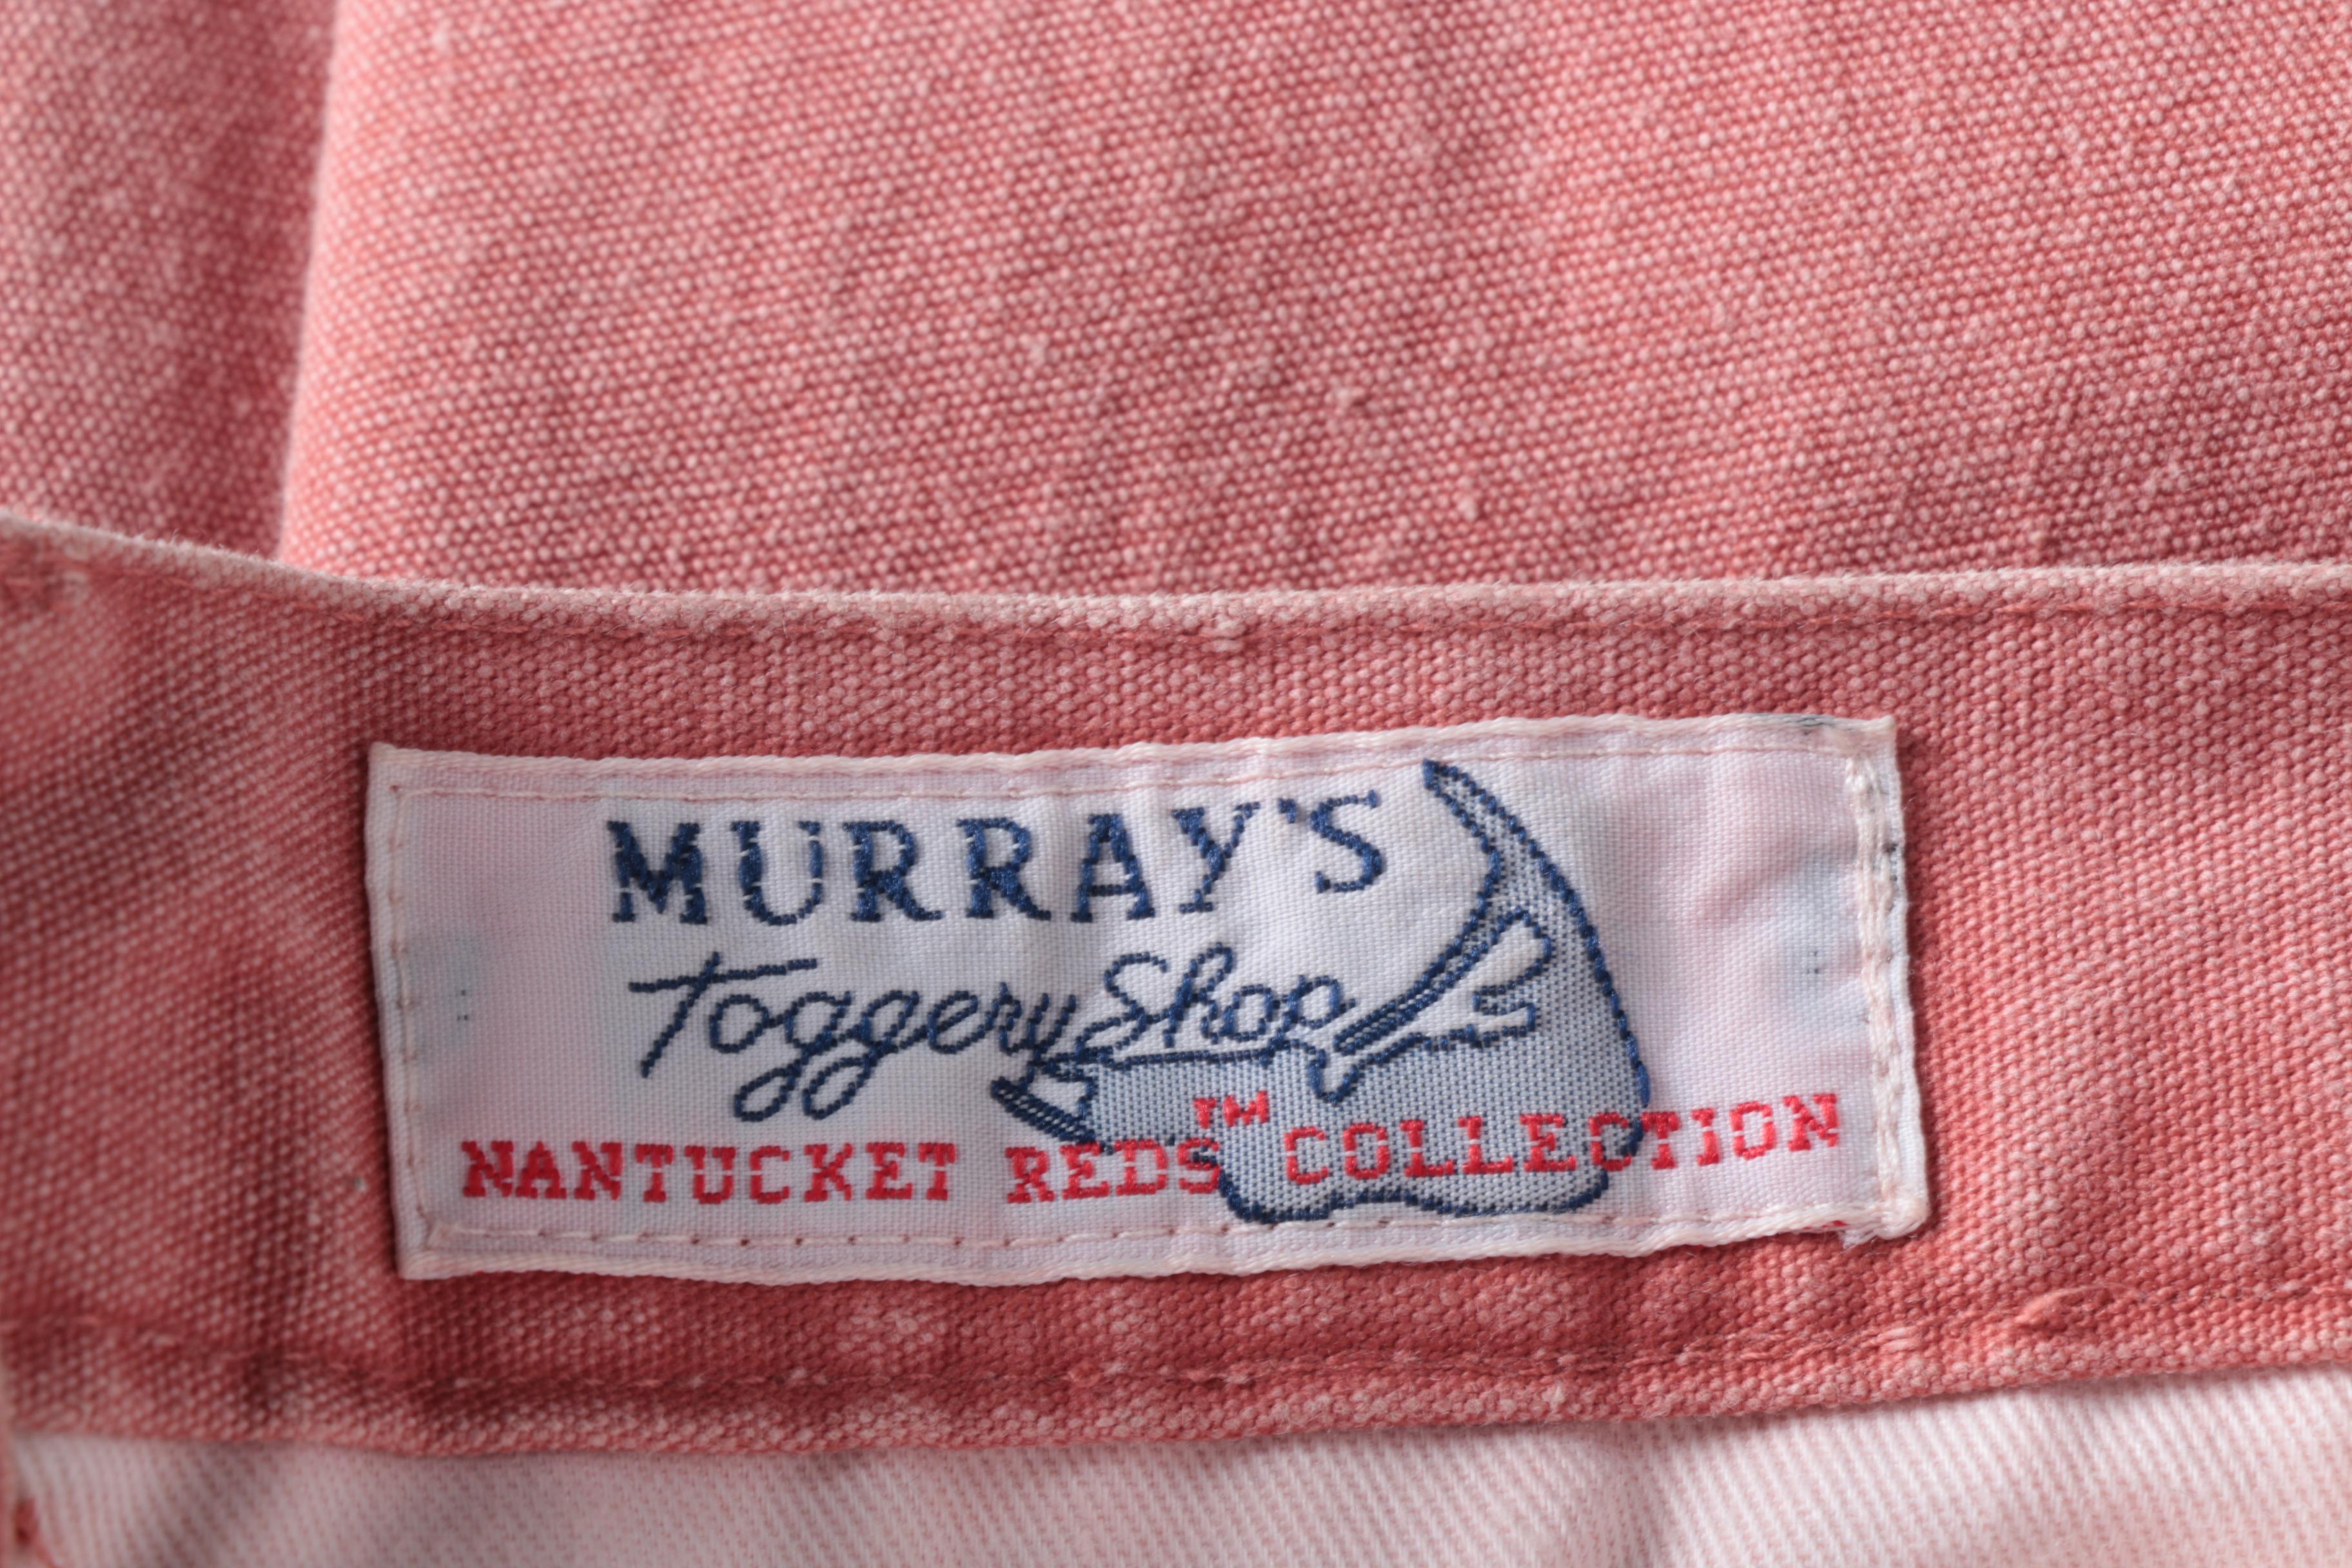 MURRAY'S
Toggery Shop
NANTUCKET REDS™ COLLECTION